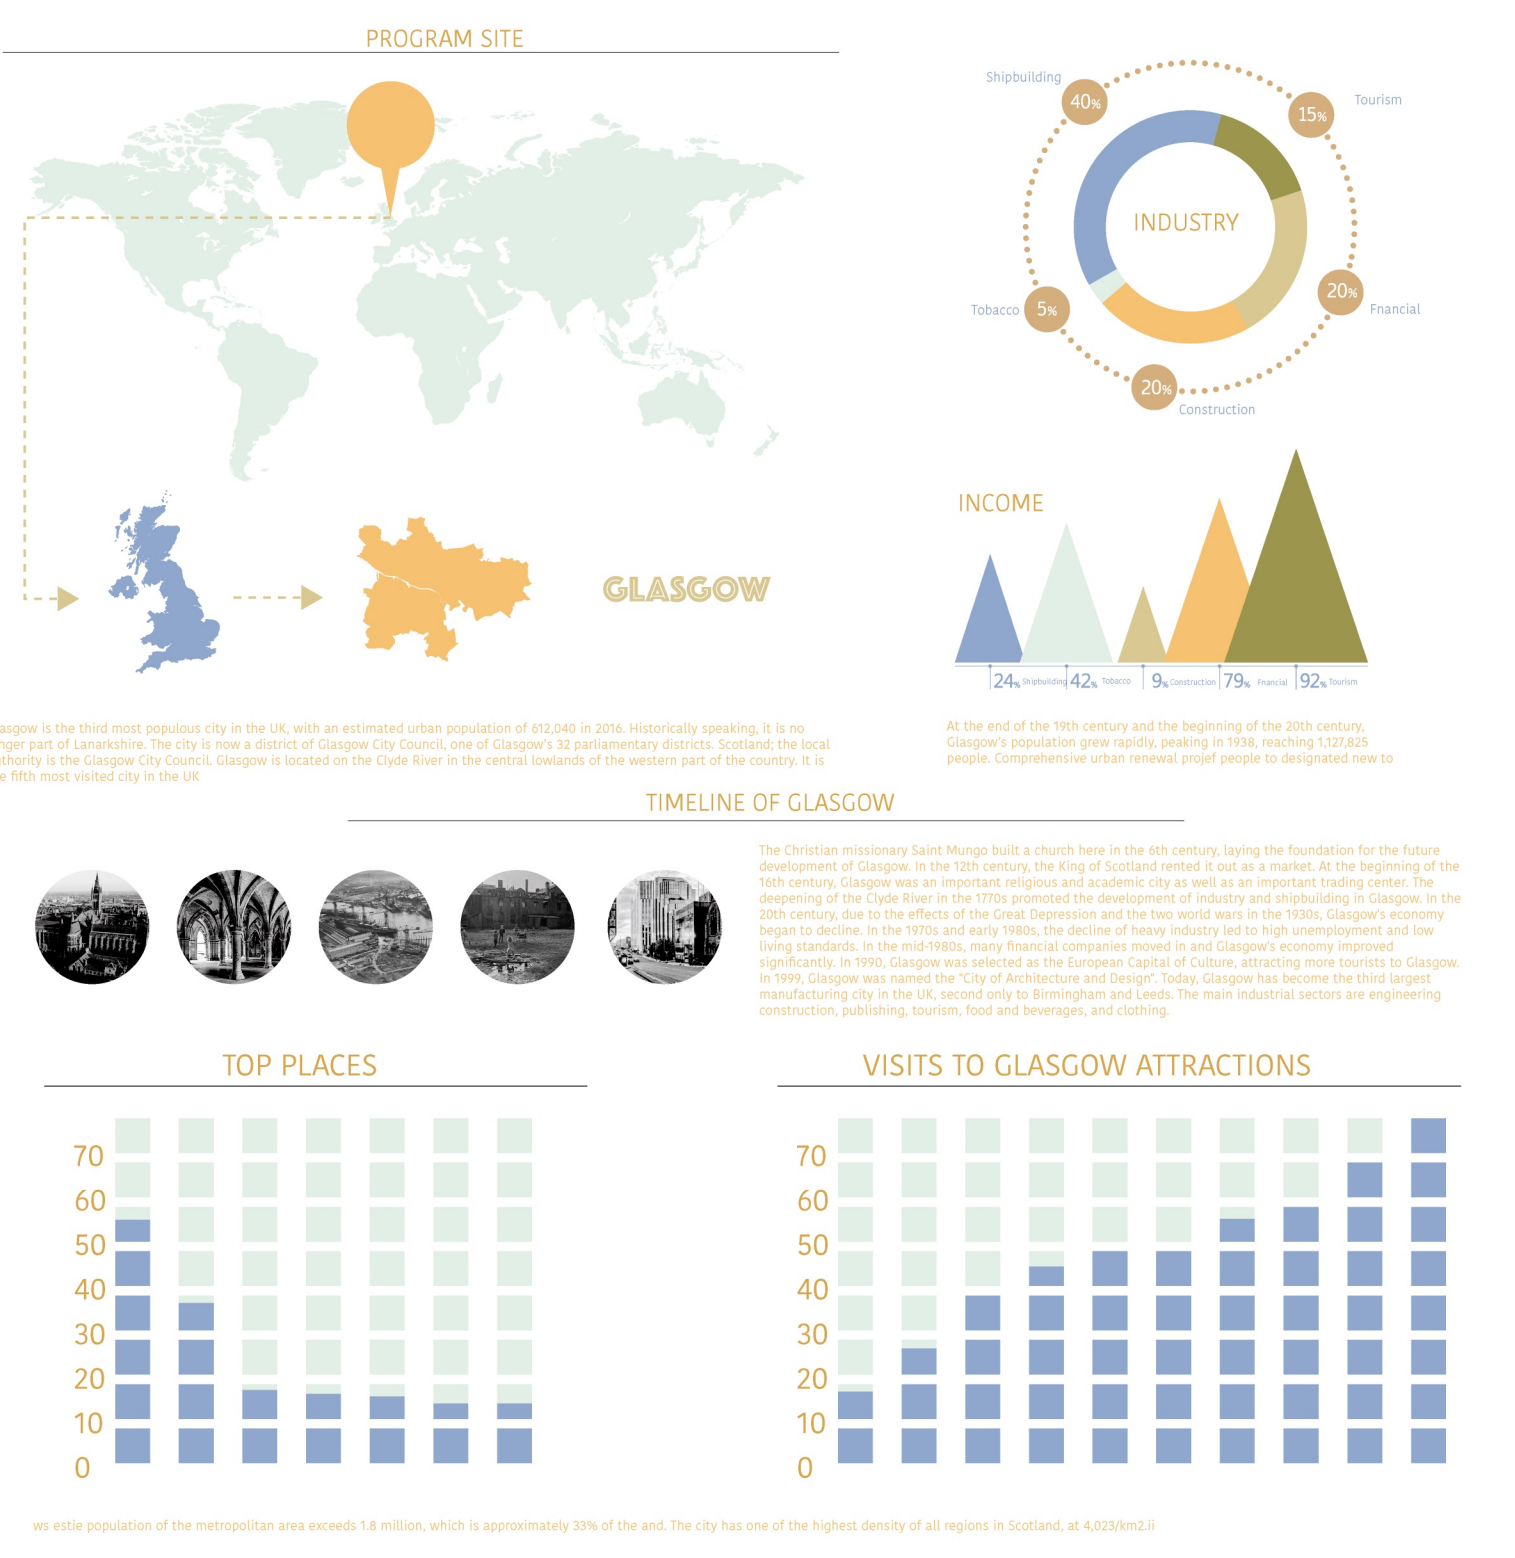 PROGRAM SITE
Shipbuilding
40%
15%
Tourism
INDUSTRY
20%
Fnancial
Tobacco
5%
20%
Construction
INCOME
GLASGOW
24% Shipbuilding 42% Tobacco 9% Construction 79% Fnancial 92% Tourism
asgow is the third most populous city in the UK, with an estimated urban population of 612,040 in 2016. Historically speaking, it is no
nger part of Lanarkshire. The city is now a district of Glasgow City Council, one of Glasgow's 32 parliamentary districts. Scotland; the local
thority is the Glasgow City Council. Glasgow is located on the Clyde River in the central lowlands of the western part of the country. It is
e fifth most visited city in the UK
At the end of the 19th century and the beginning of the 20th century,
Glasgow's population grew rapidly, peaking in 1938, reaching 1,127,825
people. Comprehensive urban renewal projef people to designated new to
TIMELINE OF GLASGOW
The Christian missionary Saint Mungo built a church here in the 6th century, laying the foundation for the future
development of Glasgow. In the 12th century, the King of Scotland rented it out as a market. At the beginning of the
16th century, Glasgow was an important religious and academic city as well as an important trading center. The
deepening of the Clyde River in the 1770s promoted the development of industry and shipbuilding in Glasgow. In the
20th century, due to the effects of the Great Depression and the two world wars in the 1930s, Glasgow's economy
began to decline. In the 1970s and early 1980s, the decline of heavy industry led to high unemployment and low
living standards. In the mid-1980s, many financial companies moved in and Glasgow's economy improved
significantly. In 1990, Glasgow was selected as the European Capital of Culture, attracting more tourists to Glasgow.
In 1999, Glasgow was named the "City of Architecture and Design". Today, Glasgow has become the third largest
manufacturing city in the UK, second only to Birmingham and Leeds. The main industrial sectors are engineering
construction, publishing, tourism, food and beverages, and clothing.
TOP PLACES
70
60
50
40
30
20
10
0
VISITS TO GLASGOW ATTRACTIONS
70
60
50
40
30
20
10
0
ws estie population of the metropolitan area exceeds 1.8 million, which is approximately 33% of the and. The city has one of the highest density of all regions in Scotland, at 4,023/km2.ii